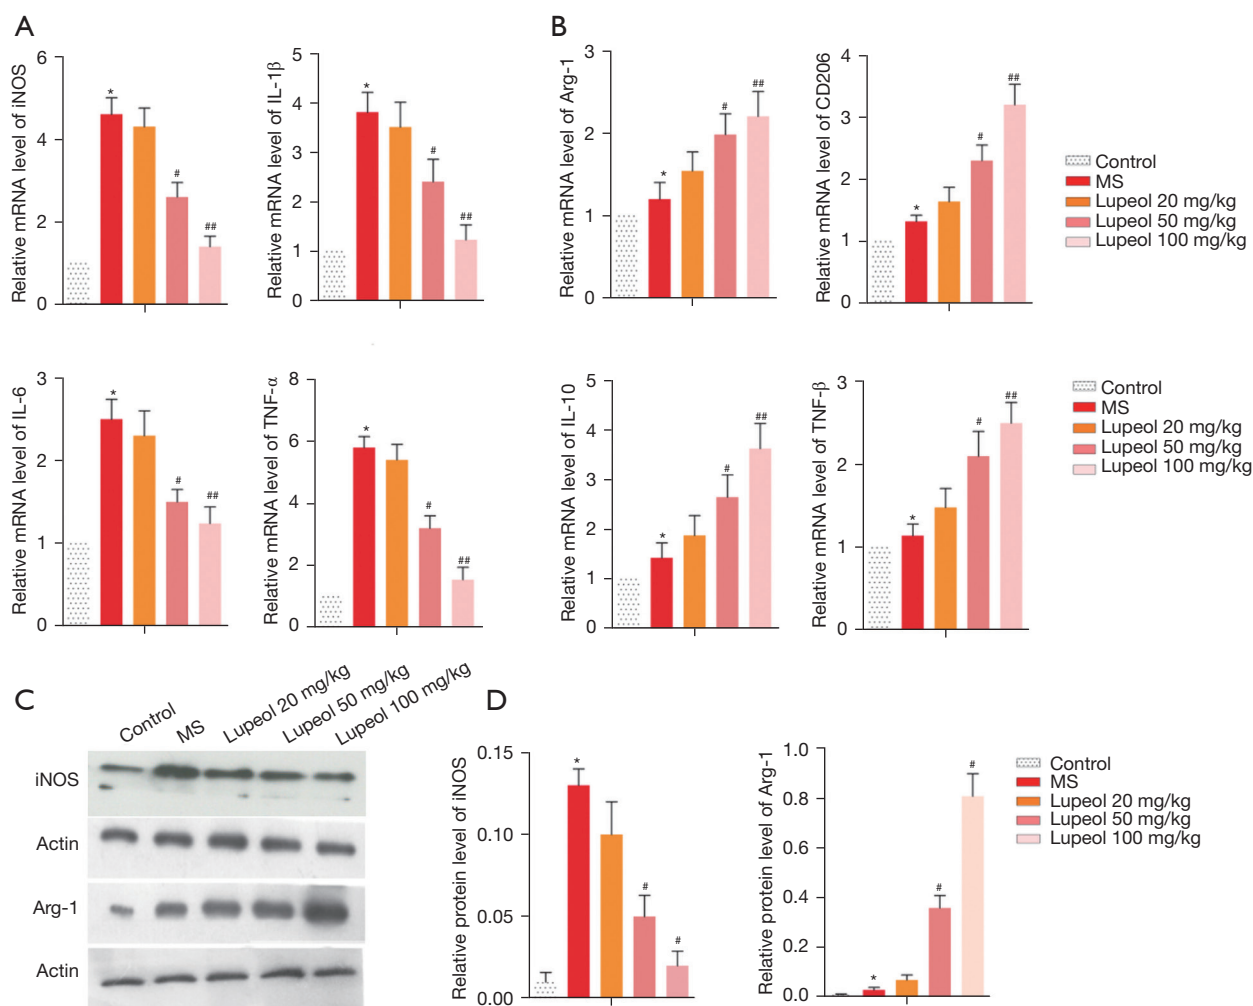 A
B
Relative mRNA level of iNOS
6
4
2
0
*
#
##
Relative mRNA level of IL-1β
5
4
3
2
1
0
*
#
##
Relative mRNA level of Arg-1
3
2
1
0
*
#
##
Relative mRNA level of CD206
4
3
2
1
0
*
#
##
Control
MS
Lupeol 20 mg/kg
Lupeol 50 mg/kg
Lupeol 100 mg/kg
Relative mRNA level of IL-6
3
2
1
0
*
#
##
Relative mRNA level of TNF-α
8
6
4
2
0
*
#
##
Relative mRNA level of IL-10
5
4
3
2
1
0
*
#
##
Relative mRNA level of TNF-β
3
2
1
0
*
#
##
Control
MS
Lupeol 20 mg/kg
Lupeol 50 mg/kg
Lupeol 100 mg/kg
C
Control
MS
Lupeol 20 mg/kg
Lupeol 50 mg/kg
Lupeol 100 mg/kg
iNOS
Actin
Arg-1
Actin
D
Relative protein level of iNOS
0.15
0.10
0.05
0.00
*
#
#
Relative protein level of Arg-1
1.0
0.8
0.6
0.4
0.2
0.0
*
#
#
Control
MS
Lupeol 20 mg/kg
Lupeol 50 mg/kg
Lupeol 100 mg/kg